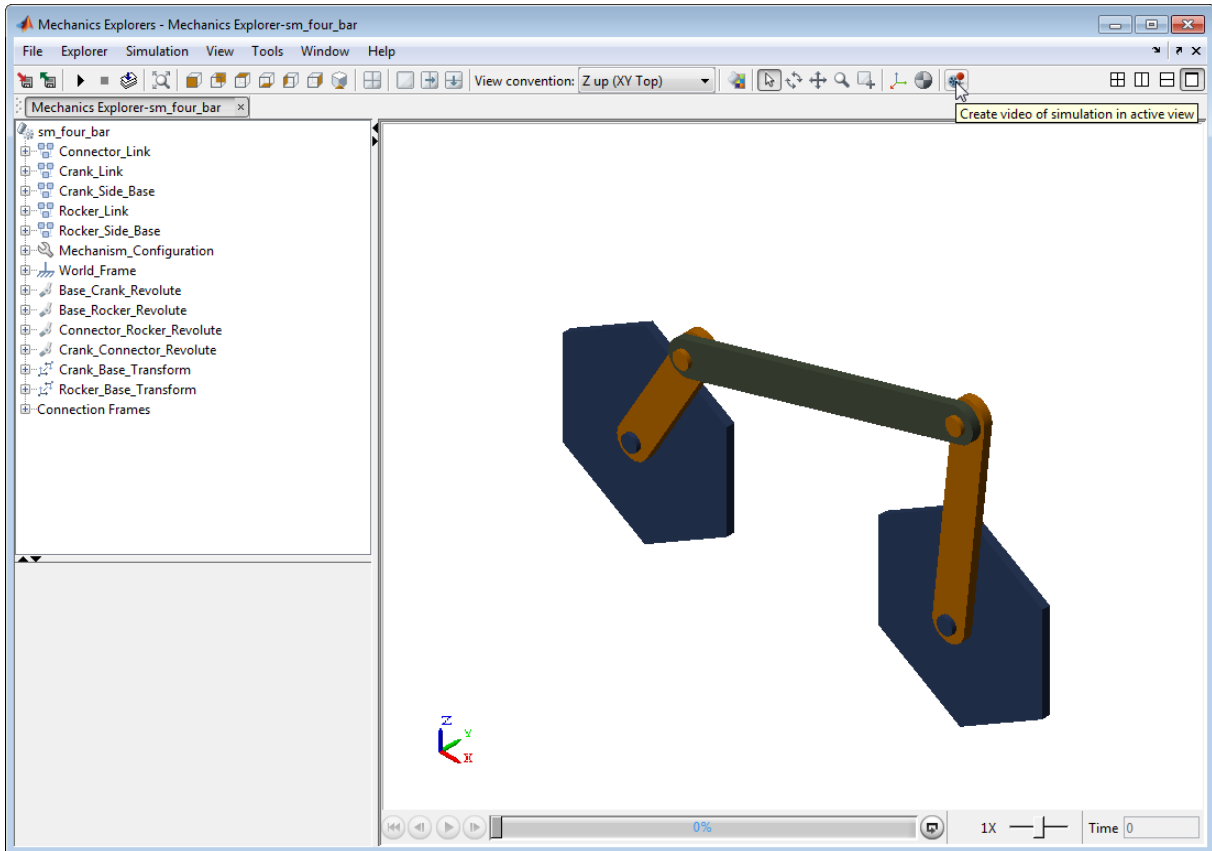 Mechanics Explorers - Mechanics Explorer-sm_four_bar
File Explorer Simulation View Tools Window Help
View convention: Z up (XY Top)
Mechanics Explorer-sm_four_bar
Create video of simulation in active view
sm_four_bar
Connector_Link
Crank_Link
Crank_Side_Base
Rocker_Link
Rocker_Side_Base
Mechanism_Configuration
World_Frame
Base_Crank_Revolute
Base_Rocker_Revolute
Connector_Rocker_Revolute
Crank_Connector_Revolute
Crank_Base_Transform
Rocker_Base_Transform
Connection Frames
Z
Y
X
0% 1X Time 0